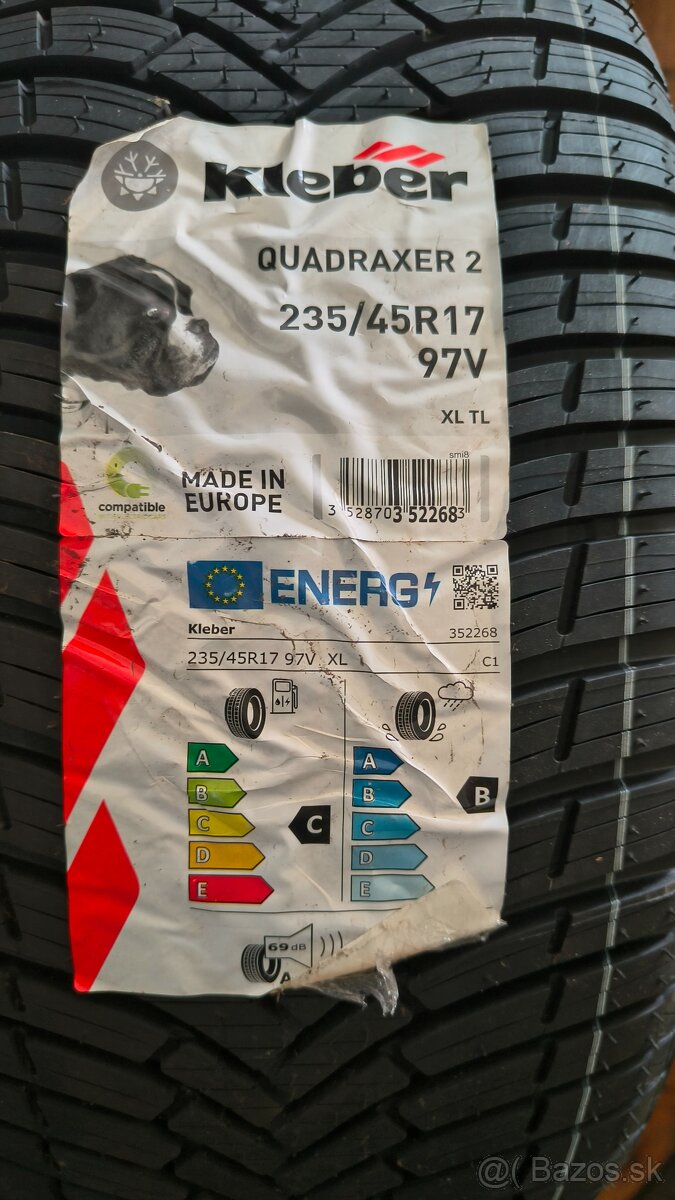 Kleber
QUADRAXER 2
235/45R17
97V
XL TL
smi8
compatible
MADE IN
EUROPE
3 528703 522683
ENERG
Kleber 352268
235/45R17 97V XL C1
A
B
C
D
E
C
A
B
C
D
E
B
69 dB
A
@( Bazos.sk